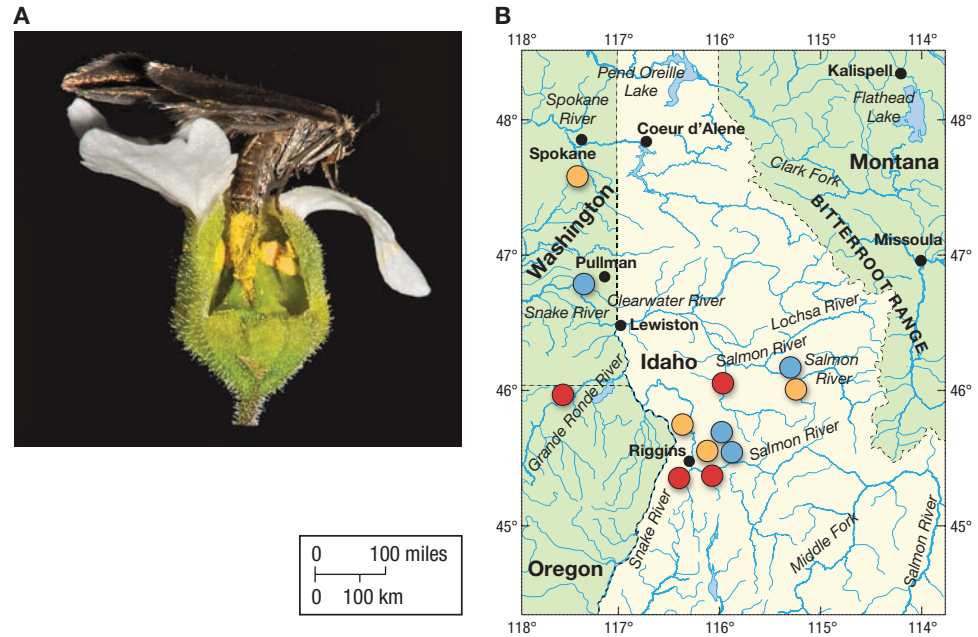 A
B
118°
117°
116°
115°
114°
Pend Oreille
Lake
Kalispell
Spokane
River
Flathead
Lake
48°
48°
Coeur d'Alene
Spokane
Montana
Clark Fork
Washington
BITTERROOT RANGE
Missoula
47°
47°
Pullman
Clearwater River
Snake River
Lochsa River
Lewiston
Salmon River
Idaho
Salmon
River
46°
46°
Grande Ronde River
Salmon River
Riggins
Snake River
Middle Fork
Salmon River
45°
45°
Oregon
0 100 miles
0 100 km
118°
117°
116°
115°
114°